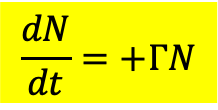 dN/dt = +ΓN